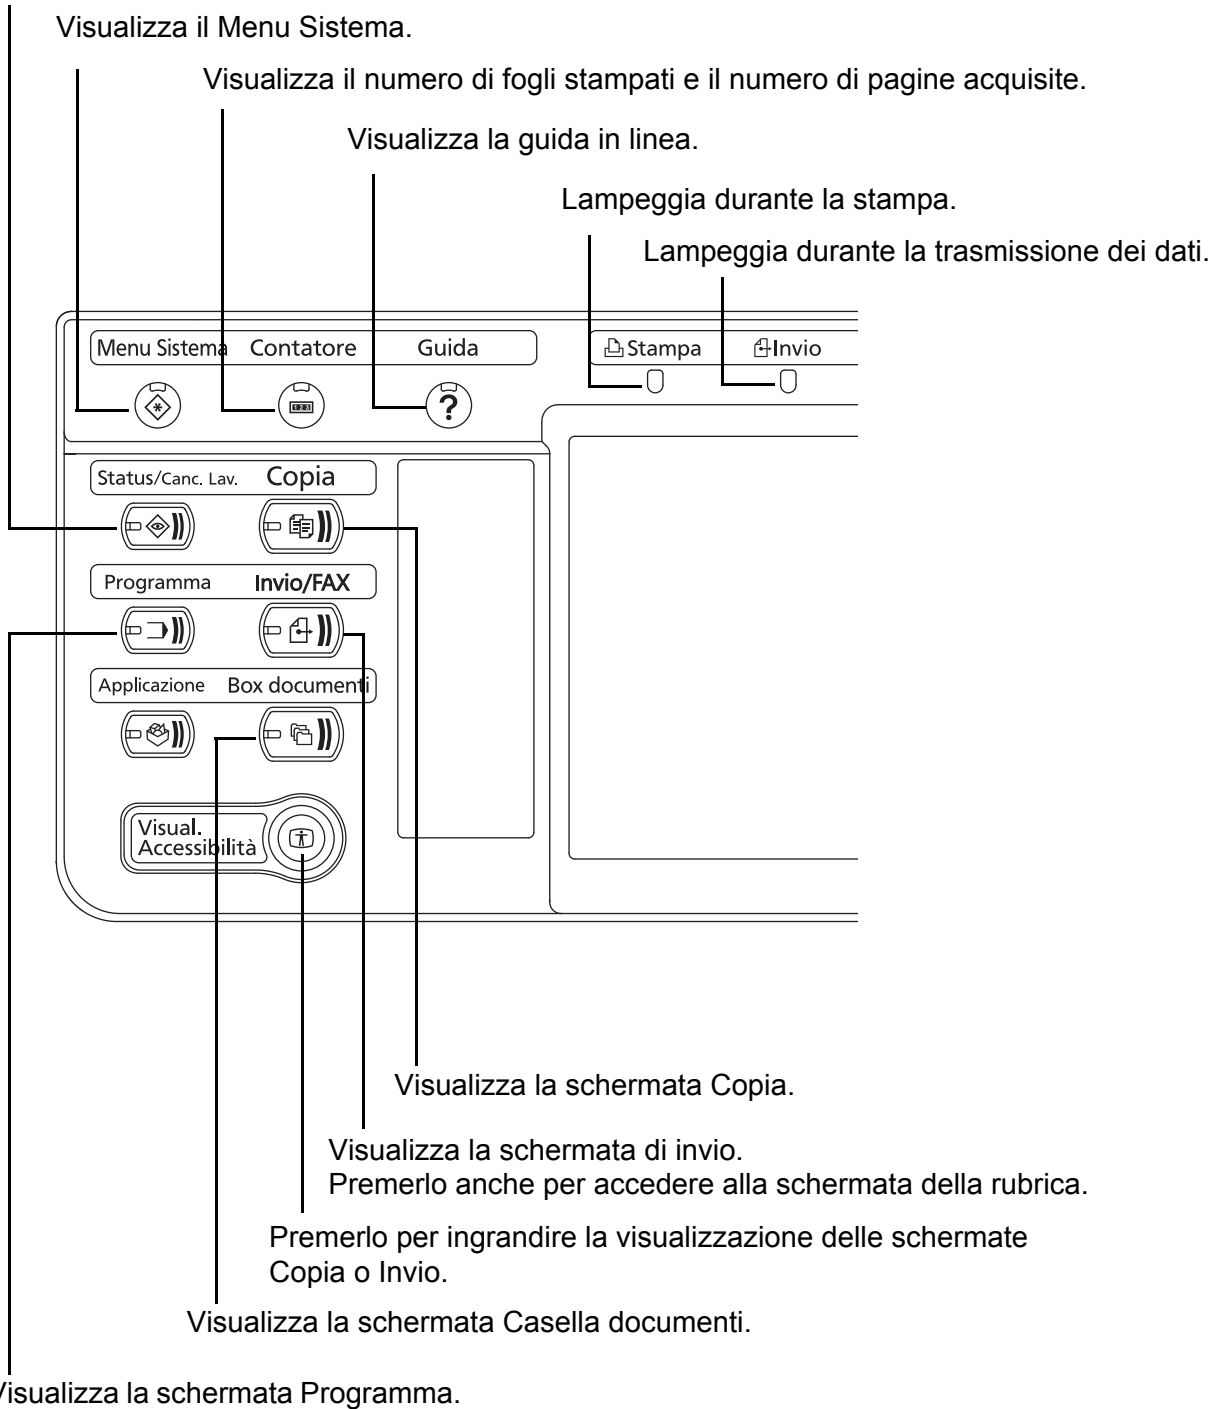 Visualizza il Menu Sistema.
Visualizza il numero di fogli stampati e il numero di pagine acquisite.
Visualizza la guida in linea.
Lampeggia durante la stampa.
Lampeggia durante la trasmissione dei dati.
Menu Sistema Contatore Guida
Stampa Invio
123
?
Status/Canc. Lav. Copia
Programma Invio/FAX
Applicazione Box documenti
Visual.
Accessibilità
Visualizza la schermata Copia.
Visualizza la schermata di invio.
Premerlo anche per accedere alla schermata della rubrica.
Premerlo per ingrandire la visualizzazione delle schermate
Copia o Invio.
Visualizza la schermata Casella documenti.
Visualizza la schermata Programma.